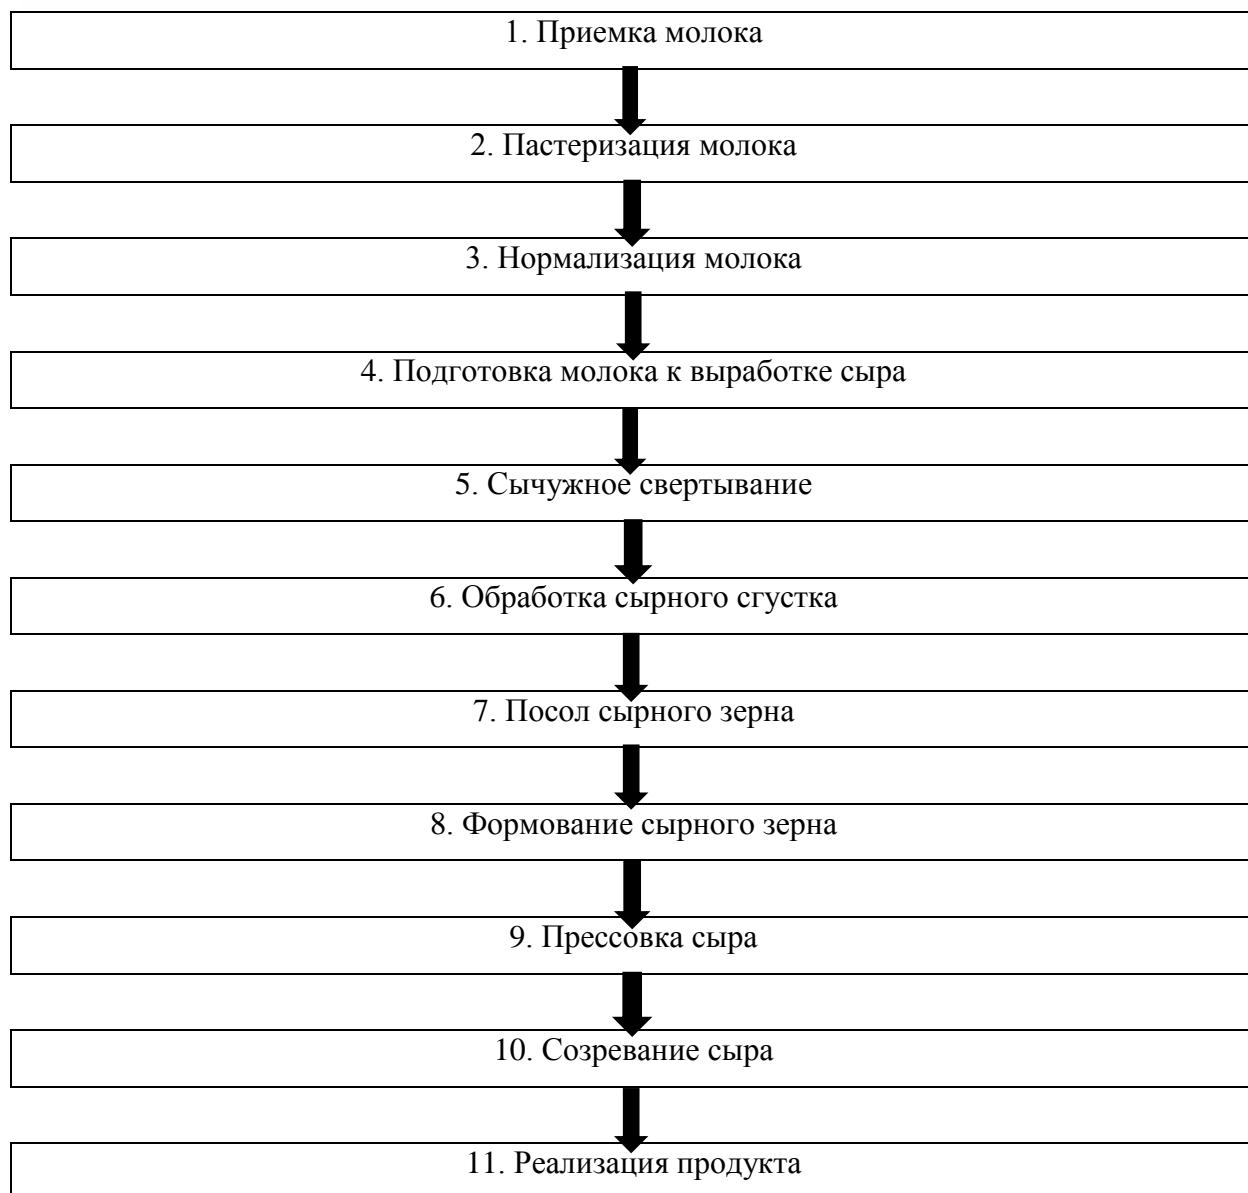 1. Приемка молока
2. Пастеризация молока
3. Нормализация молока
4. Подготовка молока к выработке сыра
5. Сычужное свертывание
6. Обработка сырного сгустка
7. Посол сырного зерна
8. Формование сырного зерна
9. Прессовка сыра
10. Созревание сыра
11. Реализация продукта